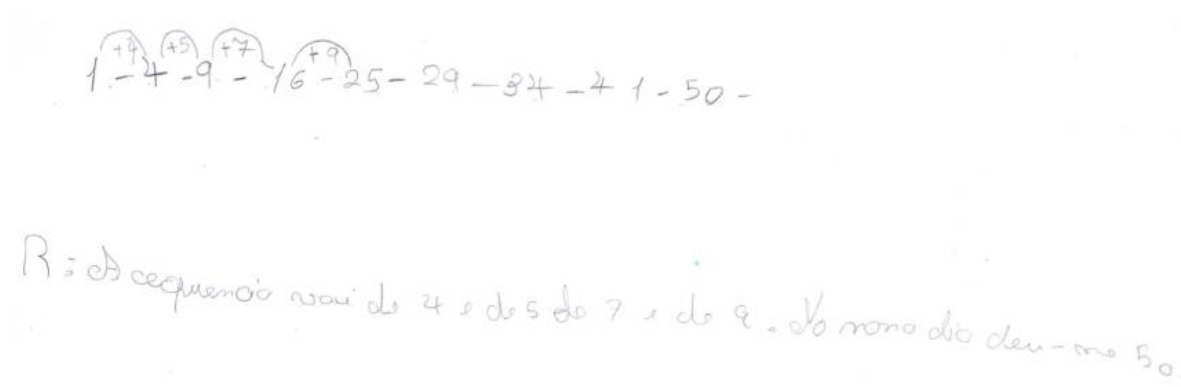 +4 +5 +7 +9
1 - 4 - 9 - 16 - 25 - 29 - 34 - 41 - 50 -
R: A cequencia vai de 4 e de 5 de 7 e de 9. No nono dia deu-me 50